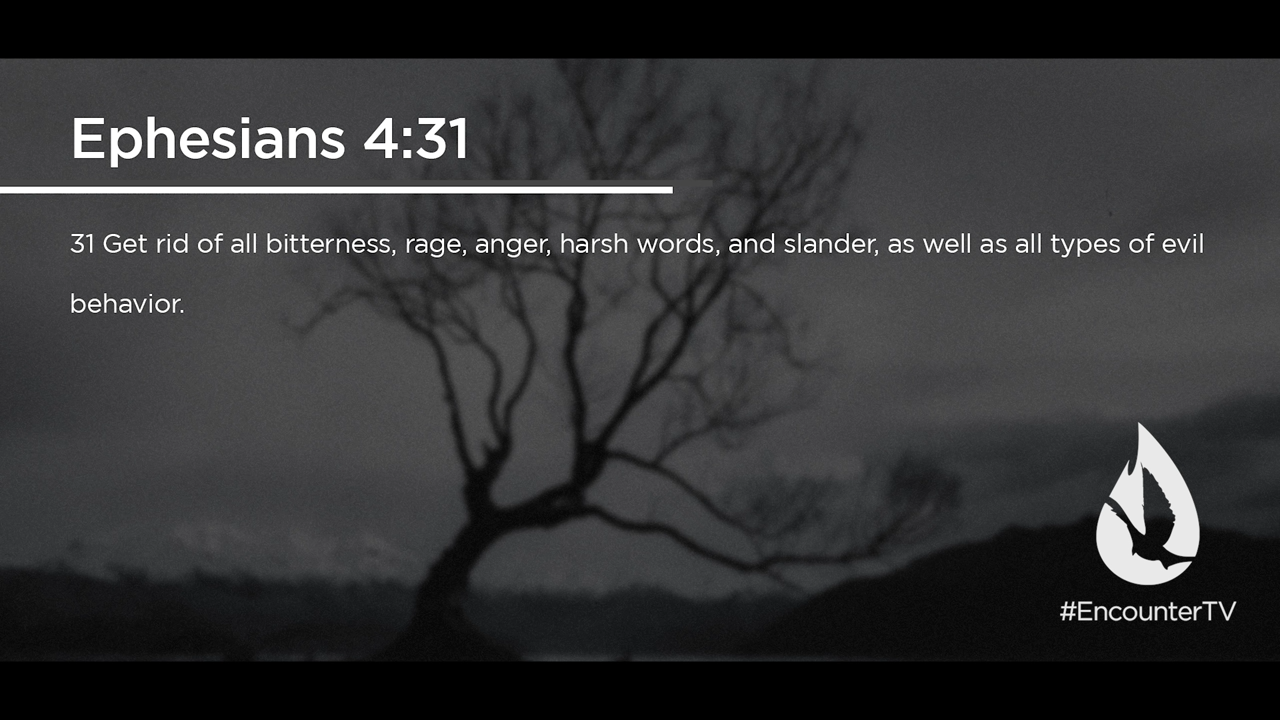 Ephesians 4:31
31 Get rid of all bitterness, rage, anger, harsh words, and slander, as well as all types of evil
behavior.
#EncounterTV